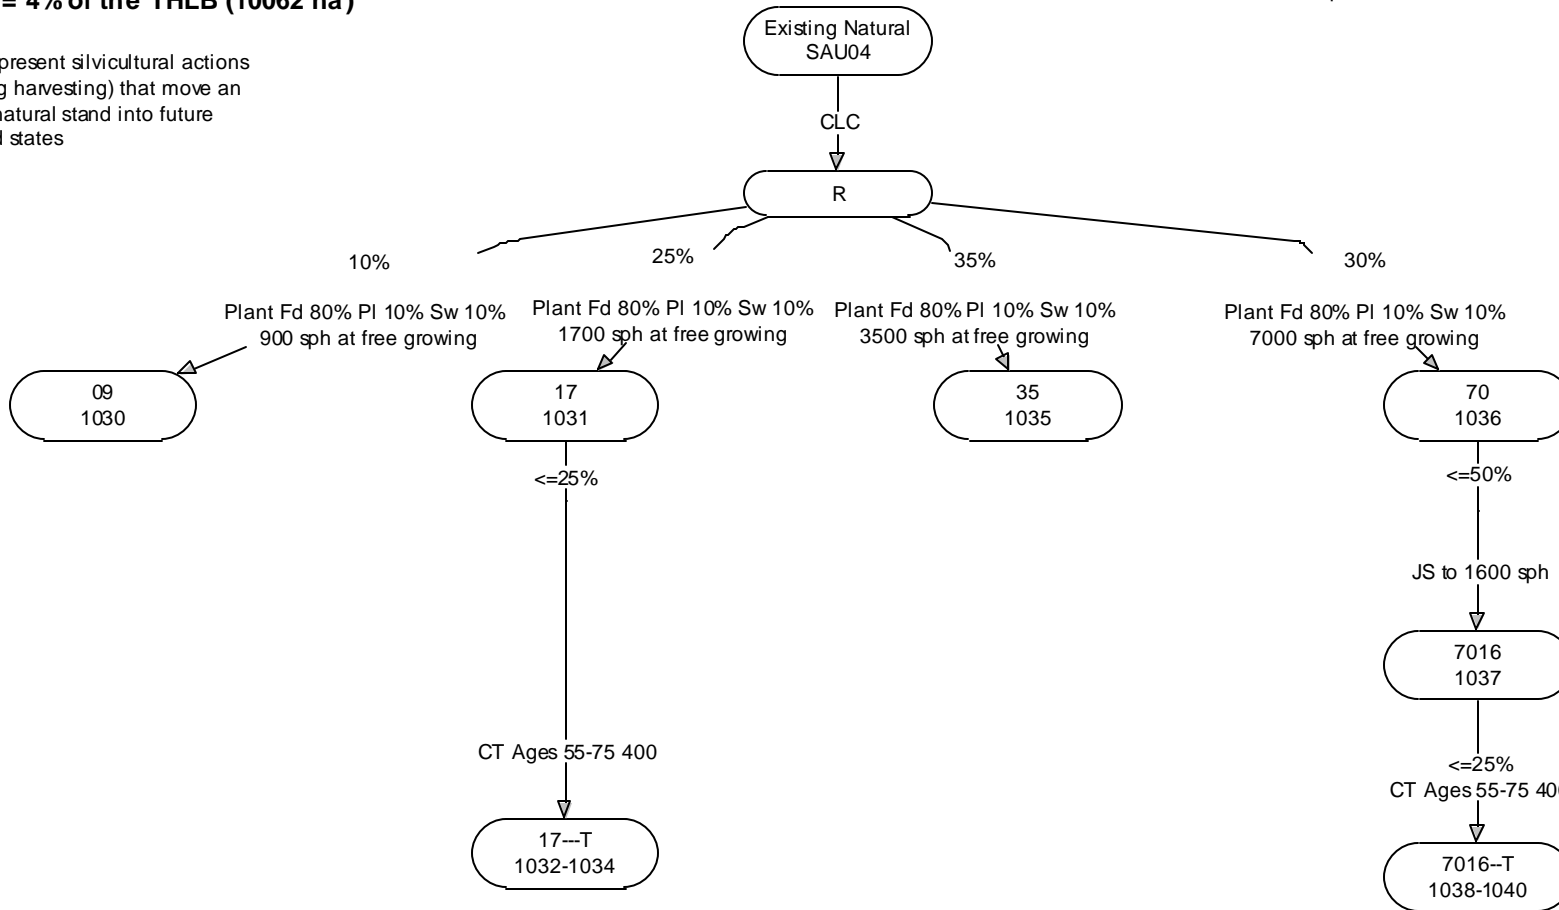 = 4% of the THLB (10062 ha)
present silvicultural actions
g harvesting) that move an
natural stand into future
d states
Existing Natural
SAU04
CLC
R
10%
25%
35%
30%
Plant Fd 80% Pl 10% Sw 10%
900 sph at free growing
Plant Fd 80% Pl 10% Sw 10%
1700 sph at free growing
Plant Fd 80% Pl 10% Sw 10%
3500 sph at free growing
Plant Fd 80% Pl 10% Sw 10%
7000 sph at free growing
09
1030
17
1031
35
1035
70
1036
<=25%
<=50%
JS to 1600 sph
7016
1037
CT Ages 55-75 400
<=25%
CT Ages 55-75 400
17---T
1032-1034
7016--T
1038-1040